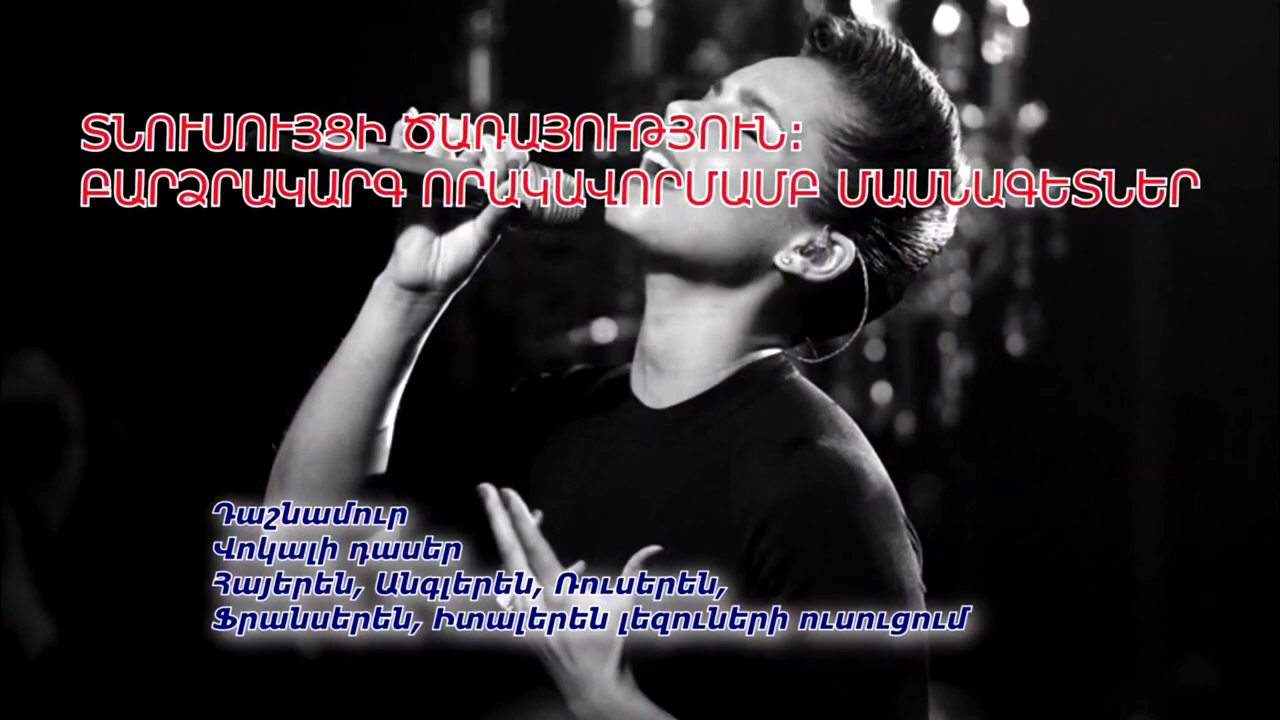 ՏՆՈՒՍՈՒՅՑԻ ԾԱՌԱՅՈՒԹՅՈՒՆ։
ԲԱՐՁՐԱԿԱՐԳ ՈՐԱԿԱՎՈՐՄԱՄԲ ՄԱՍՆԱԳԵՏՆԵՐ
Դաշնամուր
Վոկալի դասեր
Հայերեն, Անգլերեն, Ռուսերեն,
Ֆրանսերեն, Իտալերեն լեզուների ուսուցում